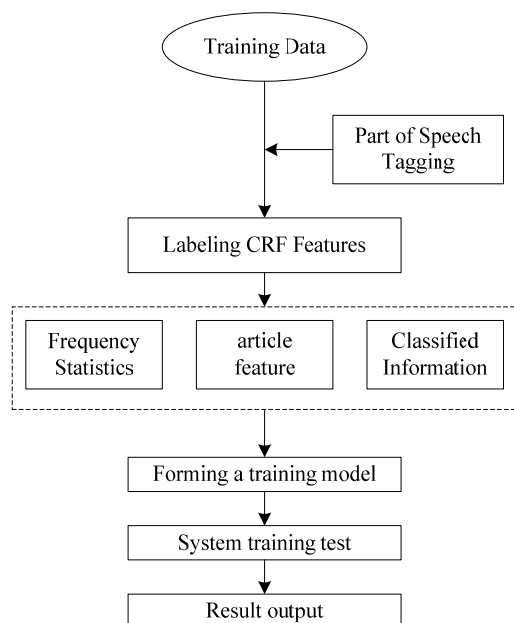 Training Data
Part of Speech
Tagging
Labeling CRF Features
Frequency
Statistics
article
feature
Classified
Information
Forming a training model
System training test
Result output